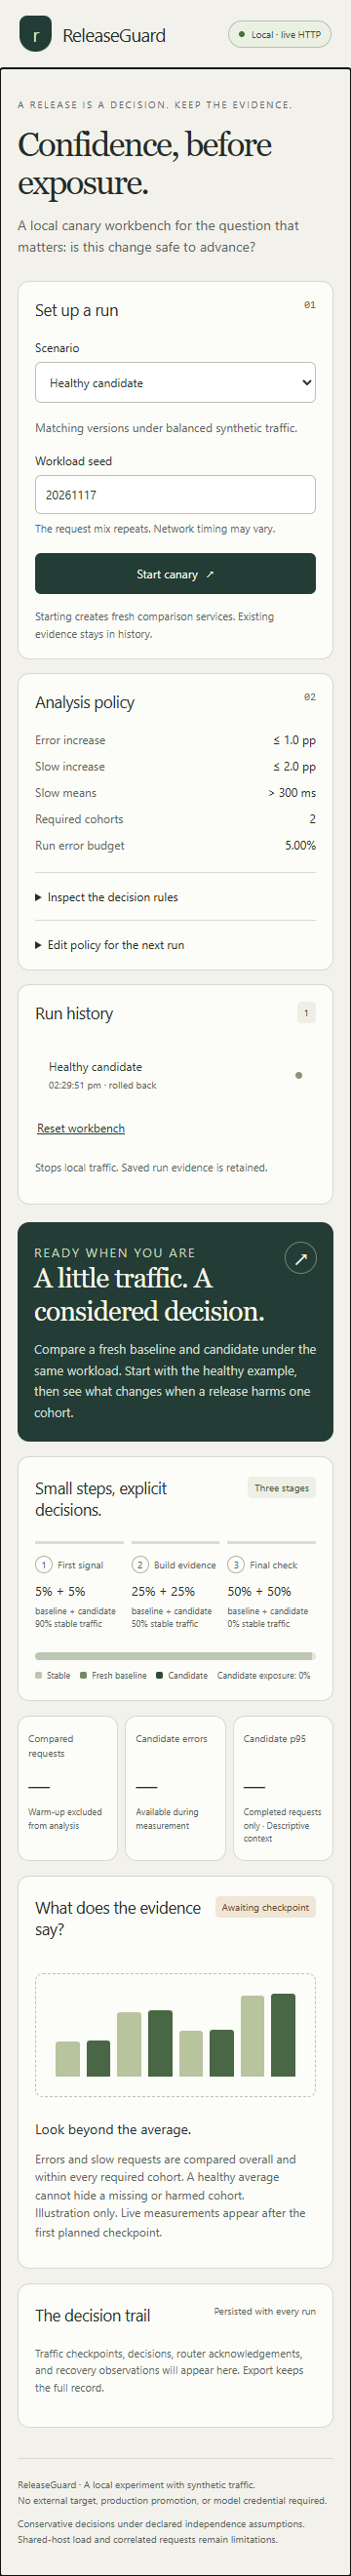 r ReleaseGuard Local · live HTTP
A RELEASE IS A DECISION. KEEP THE EVIDENCE.
Confidence, before
exposure.
A local canary workbench for the question that
matters: is this change safe to advance?
Set up a run 01
Scenario
Healthy candidate
Matching versions under balanced synthetic traffic.
Workload seed
20261117
The request mix repeats. Network timing may vary.
Start canary ↗
Starting creates fresh comparison services. Existing
evidence stays in history.
Analysis policy 02
Error increase ≤ 1.0 pp
Slow increase ≤ 2.0 pp
Slow means > 300 ms
Required cohorts 2
Run error budget 5.00%
▶ Inspect the decision rules
▶ Edit policy for the next run
Run history 1
Healthy candidate
02:29:51 pm · rolled back
Reset workbench
Stops local traffic. Saved run evidence is retained.
READY WHEN YOU ARE ↗
A little traffic. A
considered decision.
Compare a fresh baseline and candidate under the
same workload. Start with the healthy example,
then see what changes when a release harms one
cohort.
Small steps, explicit Three stages
decisions.
1 First signal 2 Build evidence 3 Final check
5% + 5% 25% + 25% 50% + 50%
baseline + candidate baseline + candidate baseline + candidate
90% stable traffic 50% stable traffic 0% stable traffic
Stable Fresh baseline Candidate Candidate exposure: 0%
Compared Candidate errors Candidate p95
requests
— — —
Warm-up excluded Available during Completed requests
from analysis measurement only · Descriptive
context
What does the evidence Awaiting checkpoint
say?
Look beyond the average.
Errors and slow requests are compared overall and
within every required cohort. A healthy average
cannot hide a missing or harmed cohort.
Illustration only. Live measurements appear after the
first planned checkpoint.
The decision trail Persisted with every run
Traffic checkpoints, decisions, router acknowledgements,
and recovery observations will appear here. Export keeps
the full record.
ReleaseGuard · A local experiment with synthetic traffic.
No external target, production promotion, or model credential required.
Conservative decisions under declared independence assumptions.
Shared-host load and correlated requests remain limitations.